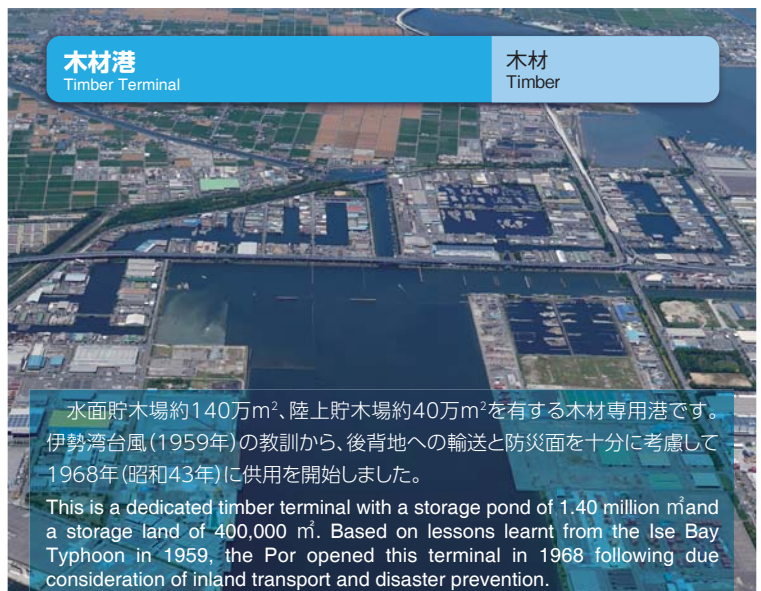 木材港
Timber Terminal
木材
Timber
水面貯木場約140万m²、陸上貯木場約40万m²を有する木材専用港です。
伊勢湾台風(1959年)の教訓から、後背地への輸送と防災面を十分に考慮して
1968年(昭和43年)に供用を開始しました。
This is a dedicated timber terminal with a storage pond of 1.40 million ㎡and
a storage land of 400,000 ㎡. Based on lessons learnt from the Ise Bay
Typhoon in 1959, the Por opened this terminal in 1968 following due
consideration of inland transport and disaster prevention.